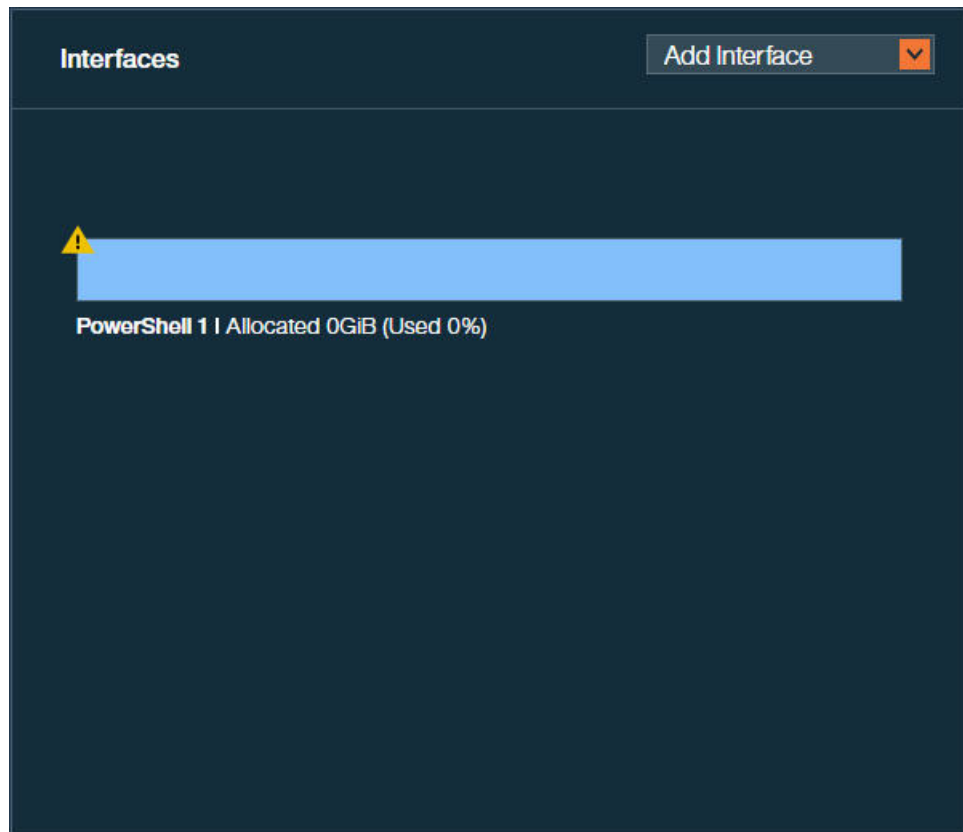 Interfaces
Add Interface
PowerShell 1 | Allocated 0GiB (Used 0%)